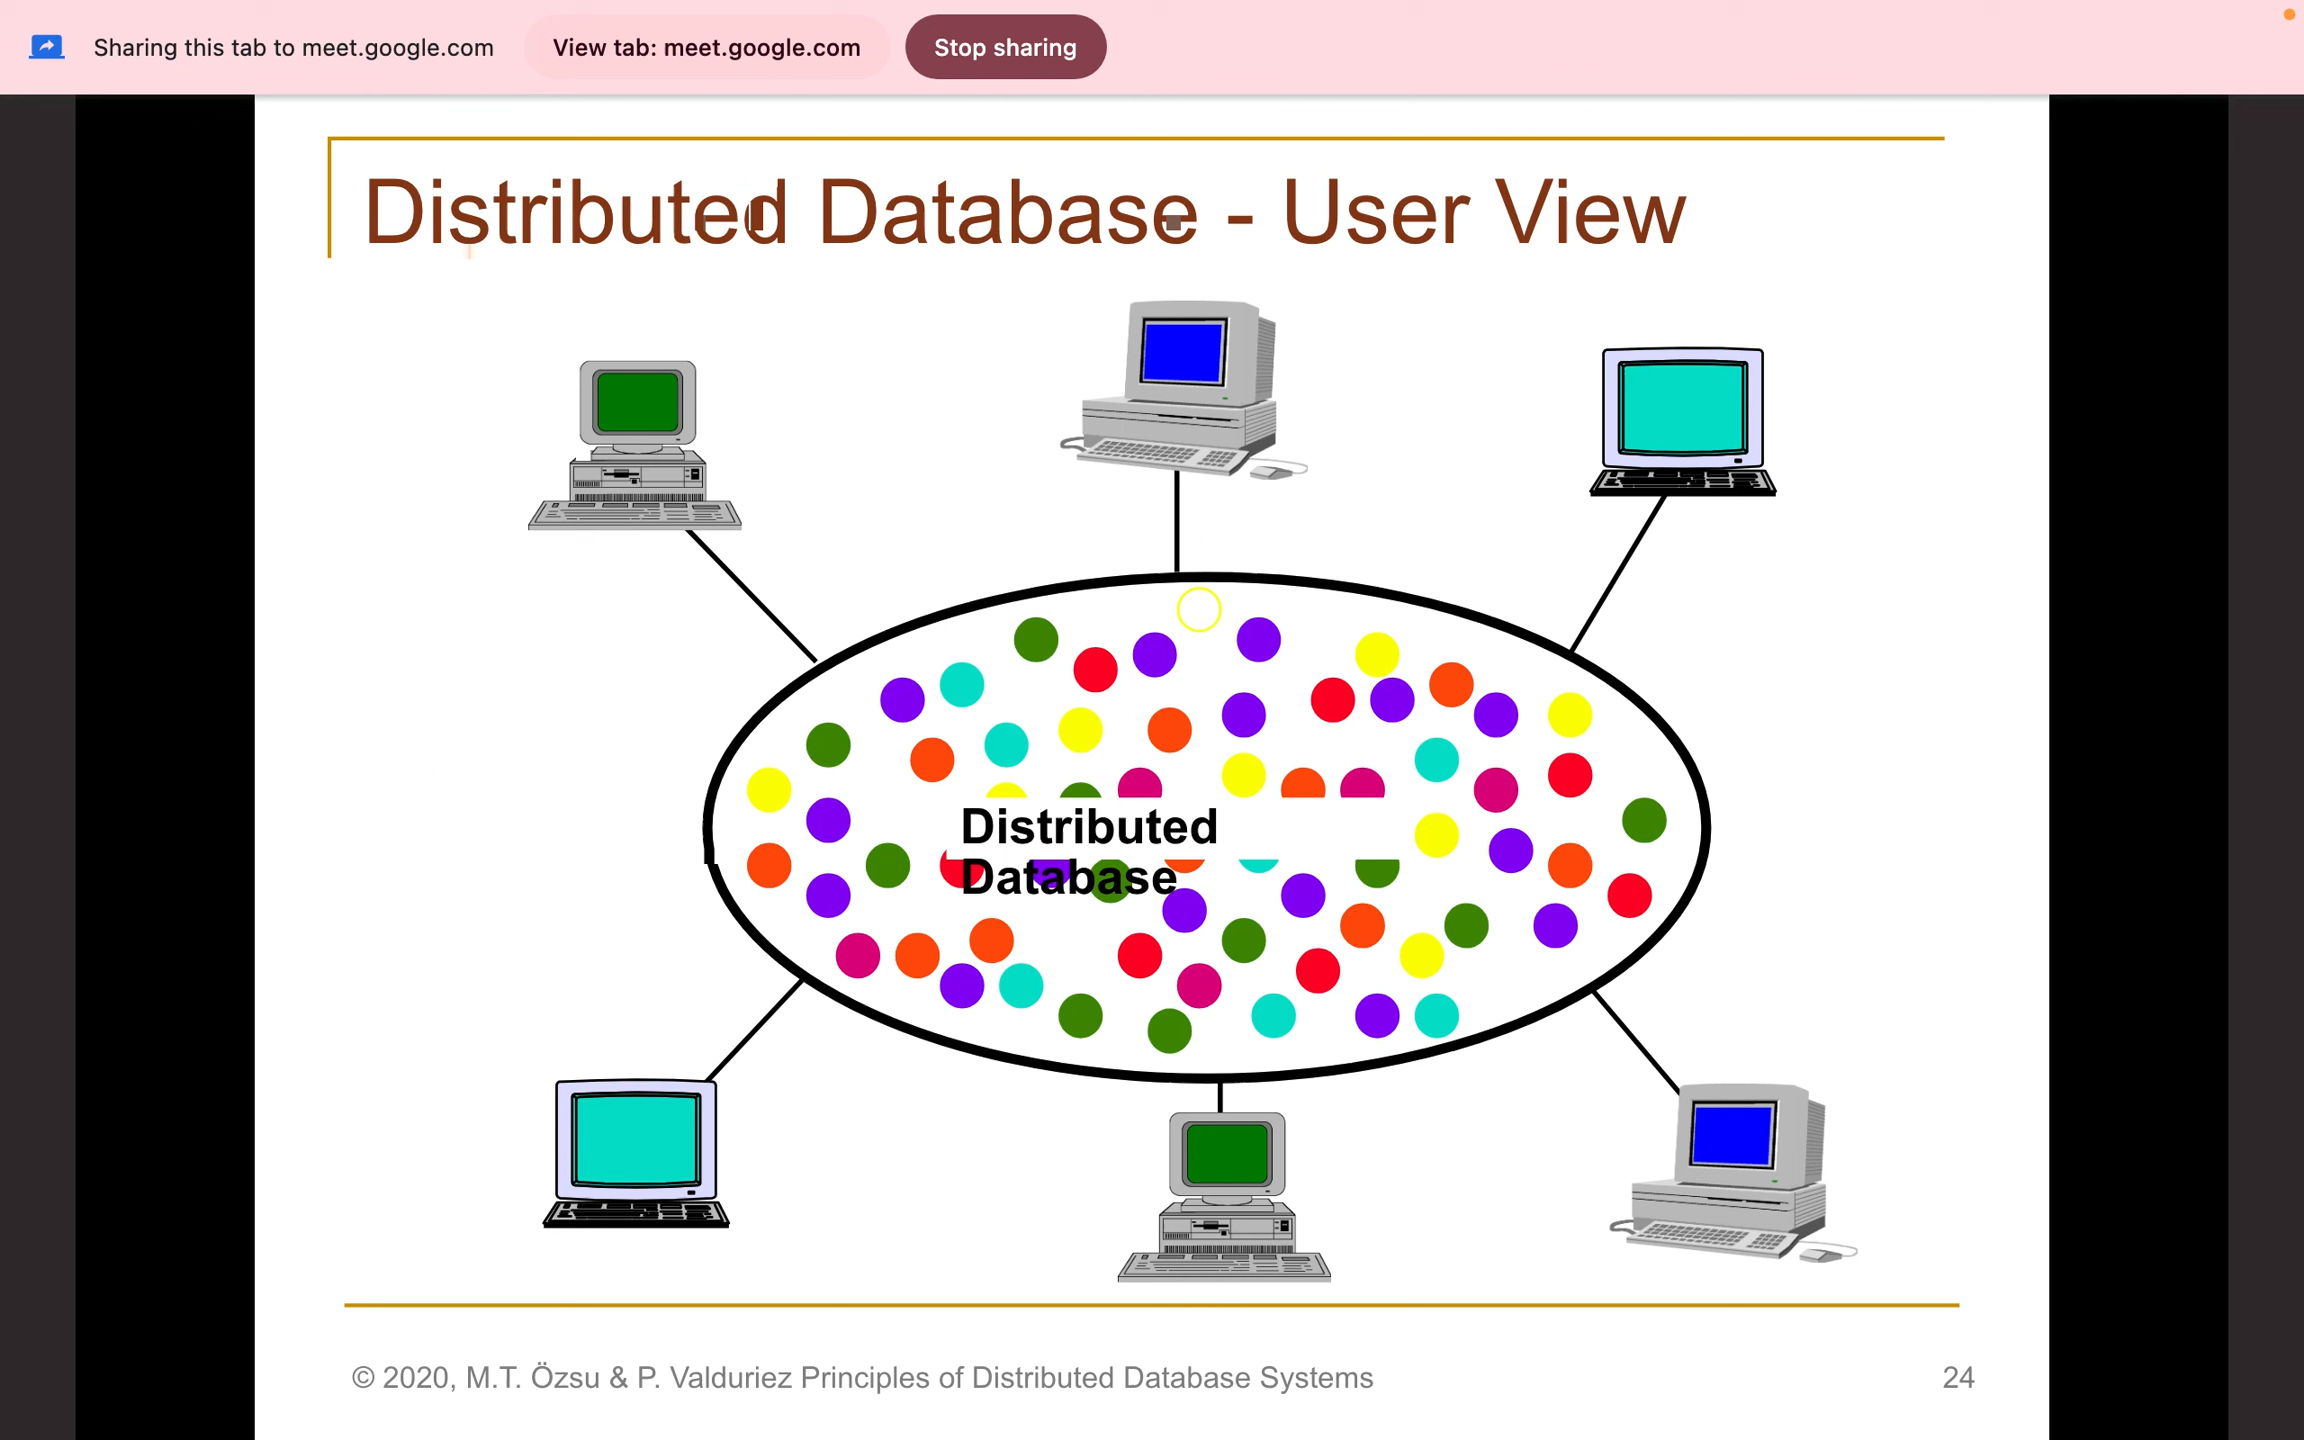 Sharing this tab to meet.google.com View tab: meet.google.com Stop sharing
Distributed Database - User View
Distributed
Database
© 2020, M.T. Özsu & P. Valduriez Principles of Distributed Database Systems 24